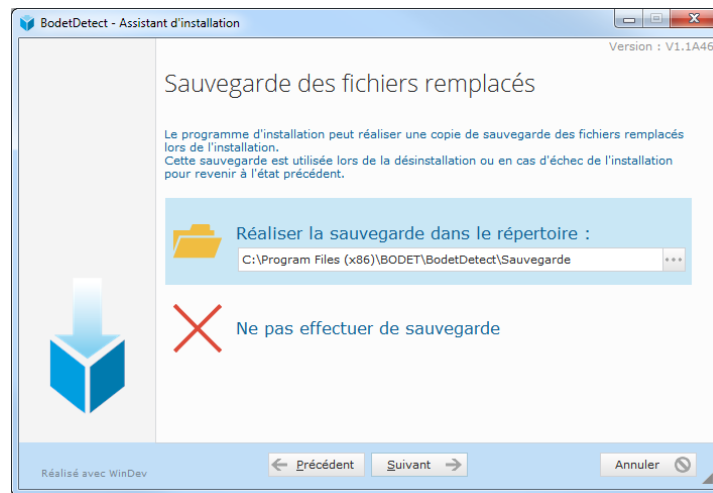 BodetDetect - Assistant d'installation
Version : V1.1A46
Sauvegarde des fichiers remplacés
Le programme d'installation peut réaliser une copie de sauvegarde des fichiers remplacés
lors de l'installation.
Cette sauvegarde est utilisée lors de la désinstallation ou en cas d'échec de l'installation
pour revenir à l'état précédent.
Réaliser la sauvegarde dans le répertoire :
C:\Program Files (x86)\BODET\BodetDetect\Sauvegarde
Ne pas effectuer de sauvegarde
Réalisé avec WinDev
Précédent
Suivant
Annuler